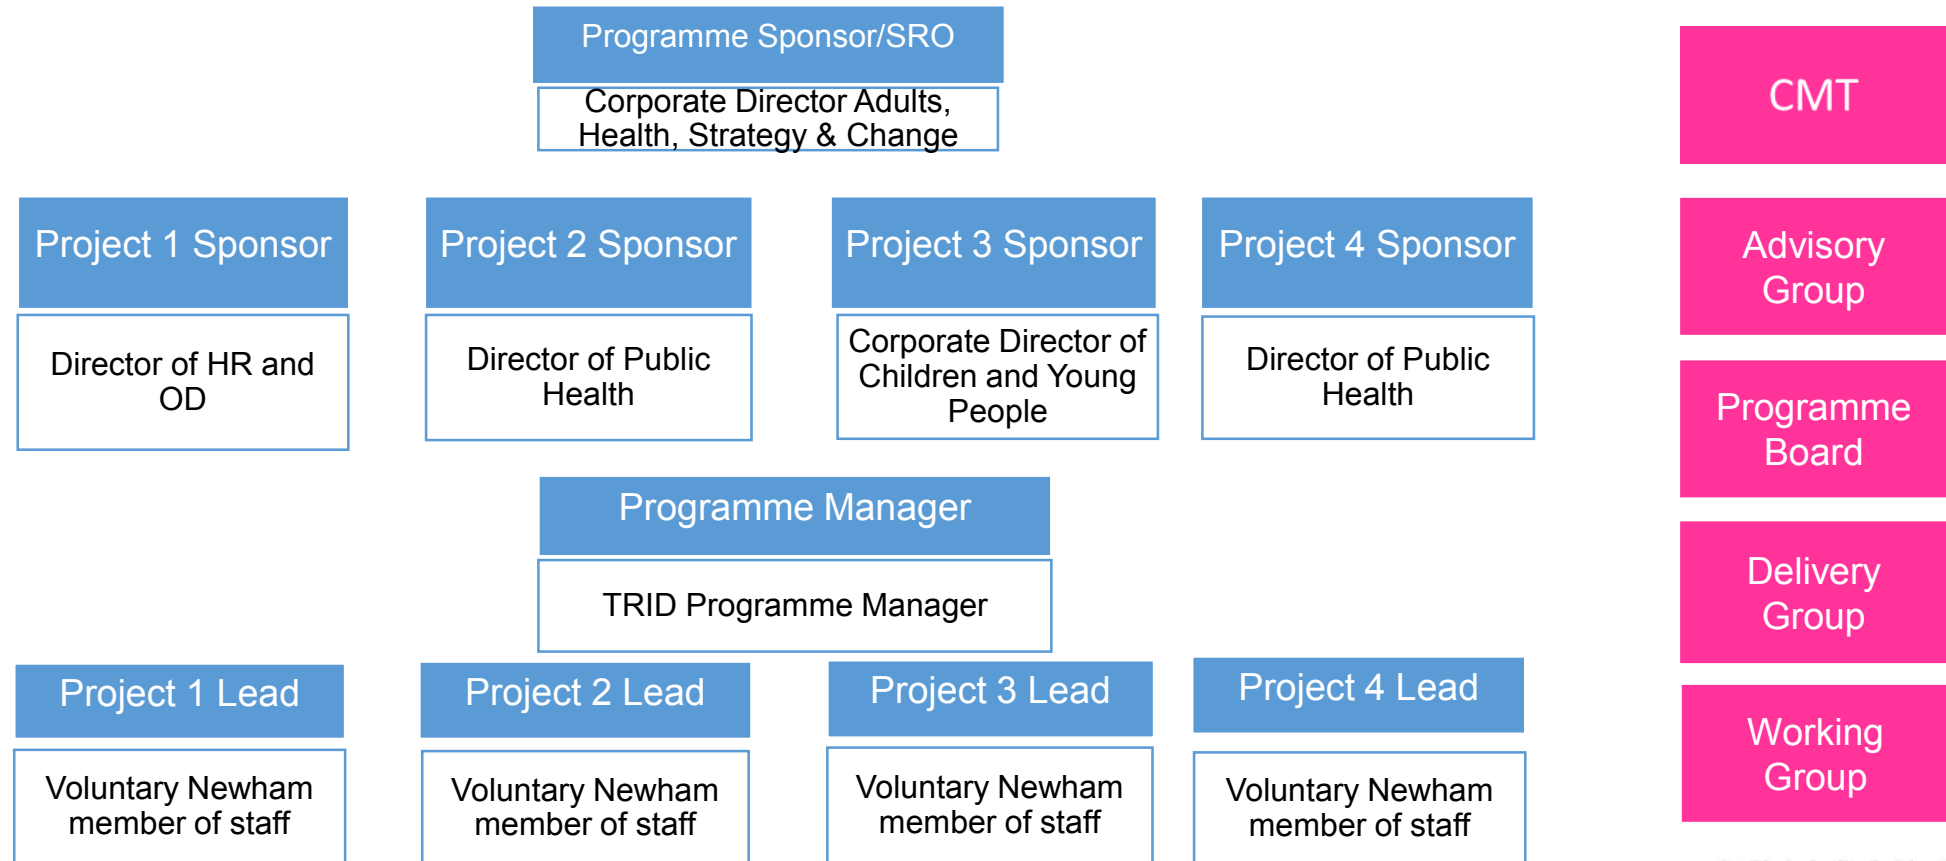 Programme Sponsor/SRO
Corporate Director Adults,
Health, Strategy & Change
Project 1 Sponsor
Director of HR and
OD
Project 2 Sponsor
Director of Public
Health
Project 3 Sponsor
Corporate Director of
Children and Young
People
Project 4 Sponsor
Director of Public
Health
Programme Manager
TRID Programme Manager
Project 1 Lead
Voluntary Newham
member of staff
Project 2 Lead
Voluntary Newham
member of staff
Project 3 Lead
Voluntary Newham
member of staff
Project 4 Lead
Voluntary Newham
member of staff
CMT
Advisory
Group
Programme
Board
Delivery
Group
Working
Group